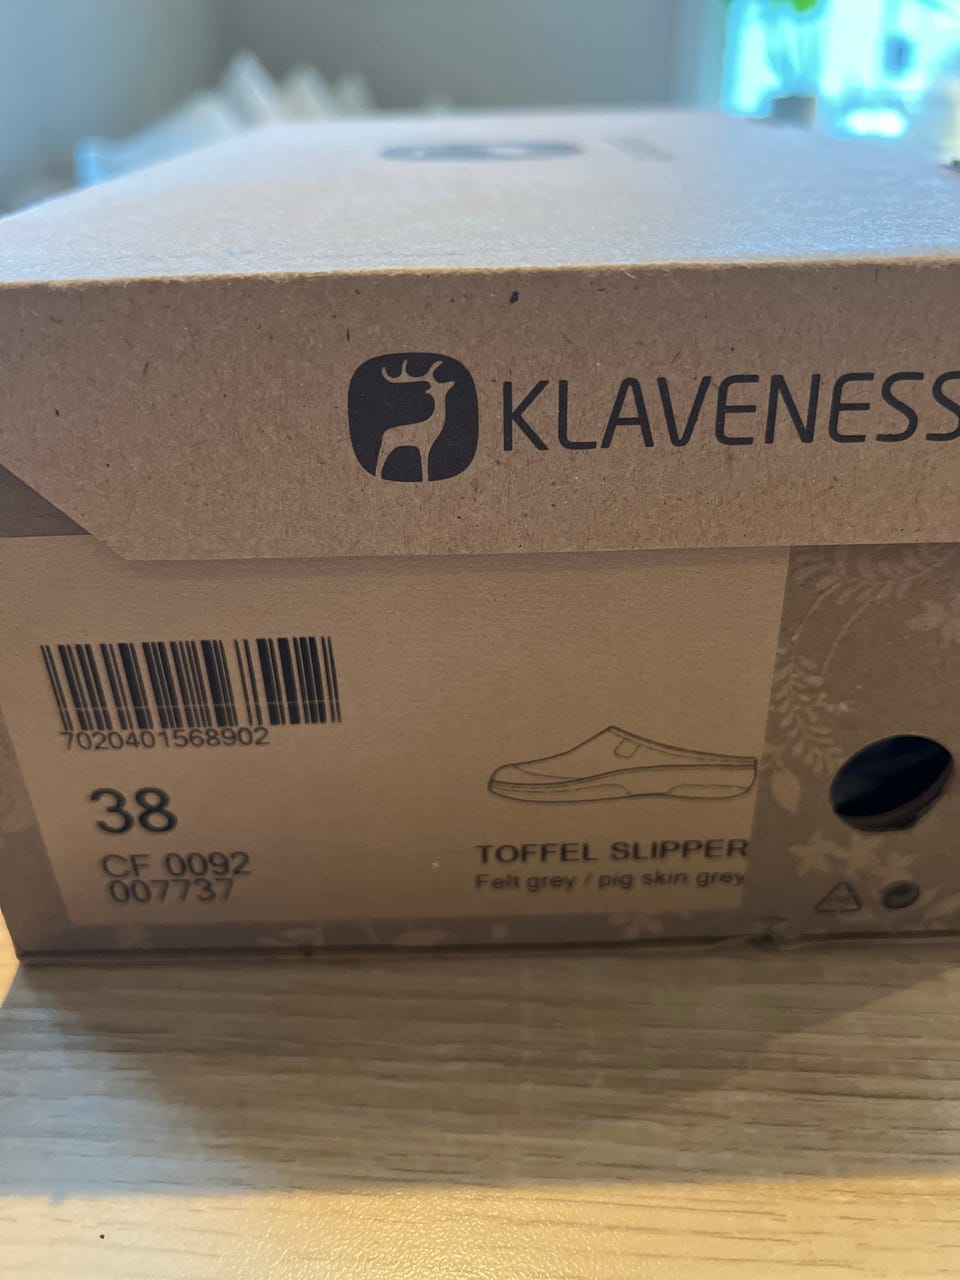 KLAVENESS
7020401568902
38
CF 0092
007737
TOFFEL SLIPPER
Felt grey / pig skin grey